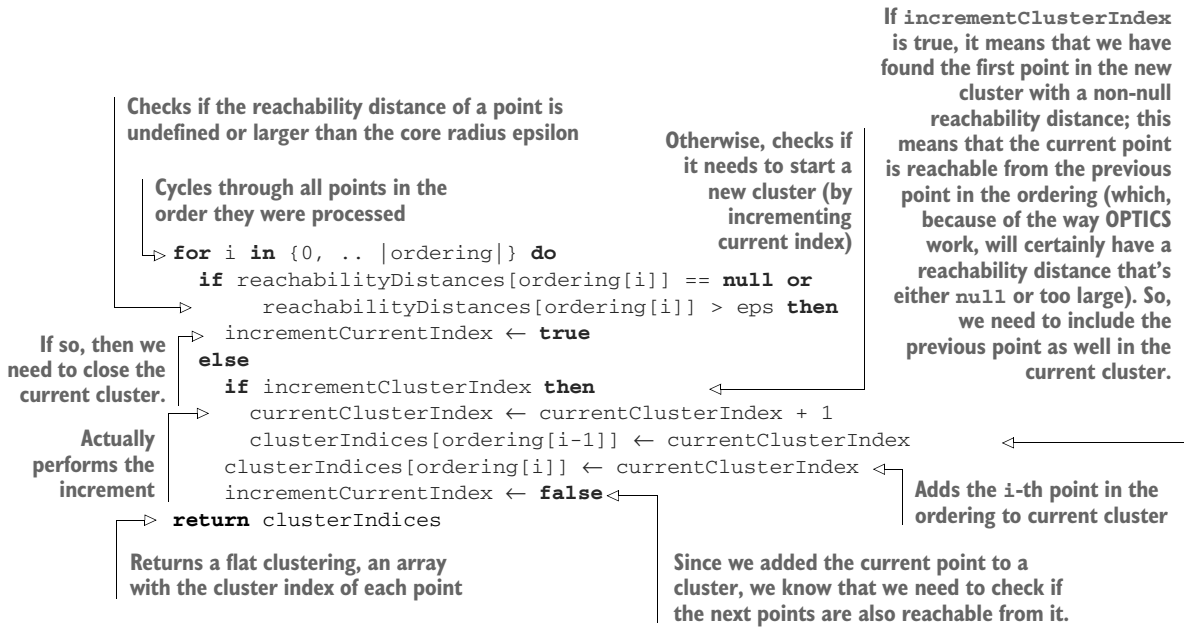 If incrementClusterIndex
is true, it means that we have
found the first point in the new
cluster with a non-null
reachability distance; this
means that the current point
is reachable from the previous
point in the ordering (which,
because of the way OPTICS
work, will certainly have a
reachability distance that's
either null or too large). So,
we need to include the
previous point as well in the
current cluster.
Checks if the reachability distance of a point is
undefined or larger than the core radius epsilon
Otherwise, checks if
it needs to start a
new cluster (by
incrementing
current index)
Cycles through all points in the
order they were processed
for i in {0, .. |ordering|} do
if reachabilityDistances[ordering[i]] == null or
reachabilityDistances[ordering[i]] > eps then
incrementCurrentIndex ← true
If so, then we
need to close the
current cluster.
else
if incrementClusterIndex then
currentClusterIndex ← currentClusterIndex + 1
clusterIndices[ordering[i-1]] ← currentClusterIndex
Actually
performs the
increment
clusterIndices[ordering[i]] ← currentClusterIndex
incrementCurrentIndex ← false
Adds the i-th point in the
ordering to current cluster
return clusterIndices
Returns a flat clustering, an array
with the cluster index of each point
Since we added the current point to a
cluster, we know that we need to check if
the next points are also reachable from it.